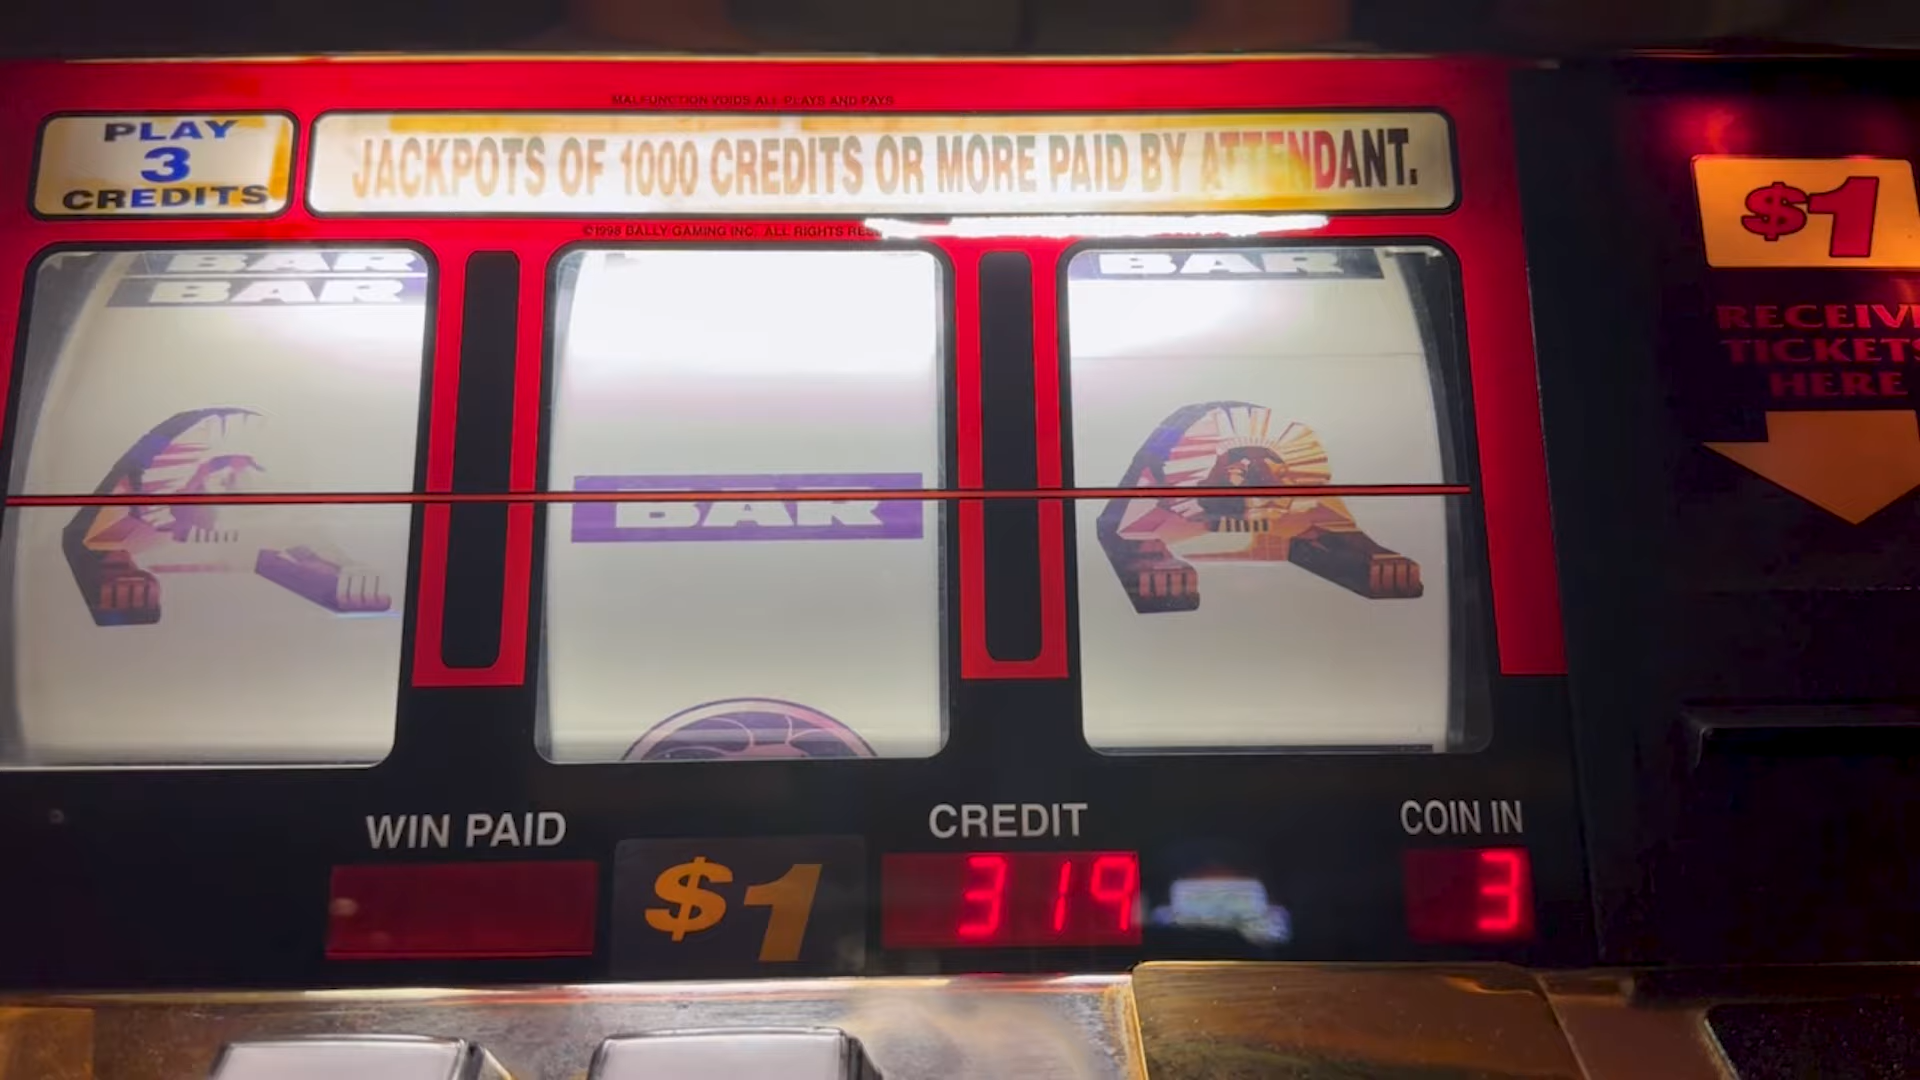 MALFUNCTION VOIDS ALL PLAYS AND PAYS
PLAY
3
CREDITS
JACKPOTS OF 1000 CREDITS OR MORE PAID BY ATTENDANT.
©1998 BALLY GAMING INC. ALL RIGHTS
$1
RECEIV
TICKETS
HERE
BAR
BAR
BAR
BAR
WIN PAID
CREDIT
COIN IN
$1
319
3